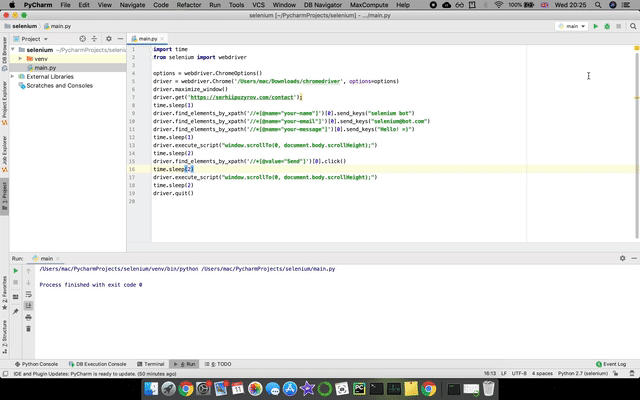 PyCharm File Edit View Navigate Code Refactor Run Tools VCS Window DB Navigator MaxCompute Help 100% Wed 20:25
selenium [~/PycharmProjects/selenium] - .../main.py
selenium main.py main
Project main.py
selenium ~/PycharmProjects/selenium
venv
main.py
External Libraries
Scratches and Consoles
DB Browser
Project Explorer
Job Explorer
1: Project
2: Favorites
7: Structure
1 import time
2 from selenium import webdriver
3
4 options = webdriver.ChromeOptions()
5 driver = webdriver.Chrome('/Users/mac/Downloads/chromedriver', options=options)
6 driver.maximize_window()
7 driver.get('https://serhiipuzyrov.com/contact');
8 time.sleep(1)
9 driver.find_elements_by_xpath('//*[@name="your-name"]')[0].send_keys("selenium bot")
10 driver.find_elements_by_xpath('//*[@name="your-email"]')[0].send_keys("selenium@bot.com")
11 driver.find_elements_by_xpath('//*[@name="your-message"]')[0].send_keys("Hello! =)")
12 time.sleep(1)
13 driver.execute_script("window.scrollTo(0, document.body.scrollHeight);")
14 time.sleep(2)
15 driver.find_elements_by_xpath('//*[@value="Send"]')[0].click()
16 time.sleep(2)
17 driver.execute_script("window.scrollTo(0, document.body.scrollHeight);")
18 time.sleep(2)
19 driver.quit()
20
Run: main
/Users/mac/PycharmProjects/selenium/venv/bin/python /Users/mac/PycharmProjects/selenium/main.py
Process finished with exit code 0
Python Console DB Execution Console Terminal 4: Run 6: TODO Event Log
IDE and Plugin Updates: PyCharm is ready to update. (50 minutes ago) 16:13 LF UTF-8 4 spaces Python 2.7 (selenium)